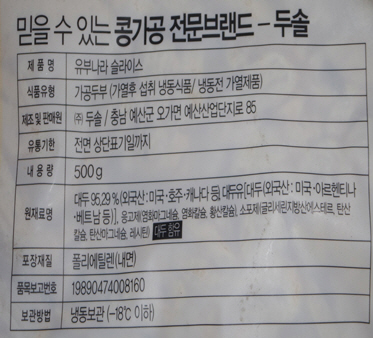 믿을 수 있는 콩가공 전문브랜드 - 두솔
제 품 명 유부나라 슬라이스
식품유형 가공두부 (가열후 섭취 냉동식품 / 냉동전 가열제품)
제조 및 판매원 ㈜ 두솔 / 충남 예산군 오가면 예산산업단지로 85
유통기한 전면 상단표기일까지
내 용 량 500g
대두 95.29% (외국산 : 미국·호주·캐나다 등), 대두유[대두(외국산 : 미국·아르헨티나
원재료명 ·베트남 등)], 응고제(염화마그네슘, 염화칼슘, 황산칼슘), 소포제(글리세린지방산에스테르, 탄산
칼슘, 탄산마그네슘, 레시틴) 대두 함유
포장재질 폴리에틸렌(내면)
품목보고번호 19890474008160
보관방법 냉동보관 (-18℃ 이하)